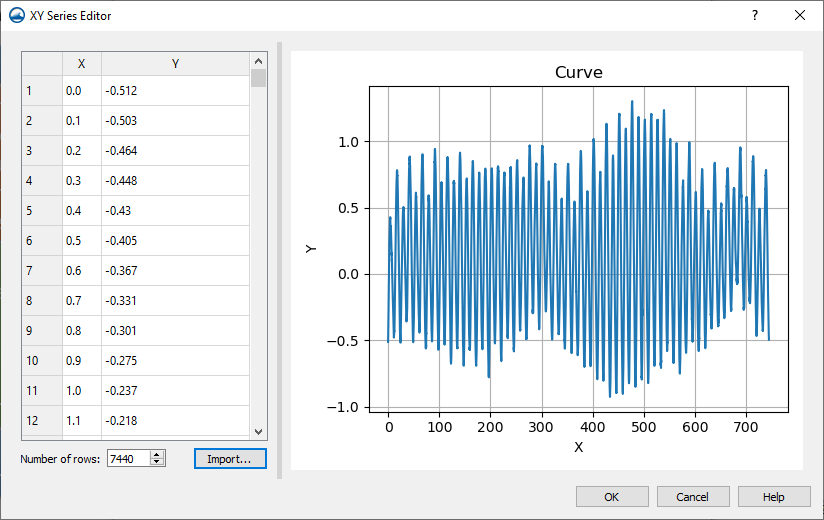 XY Series Editor
? ×
X Y
1 0.0 -0.512
2 0.1 -0.503
3 0.2 -0.464
4 0.3 -0.448
5 0.4 -0.43
6 0.5 -0.405
7 0.6 -0.367
8 0.7 -0.331
9 0.8 -0.301
10 0.9 -0.275
11 1.0 -0.237
12 1.1 -0.218
Number of rows: 7440 Import...
Curve
1.0
0.5
0.0
−0.5
−1.0
Y
0 100 200 300 400 500 600 700
X
OK Cancel Help